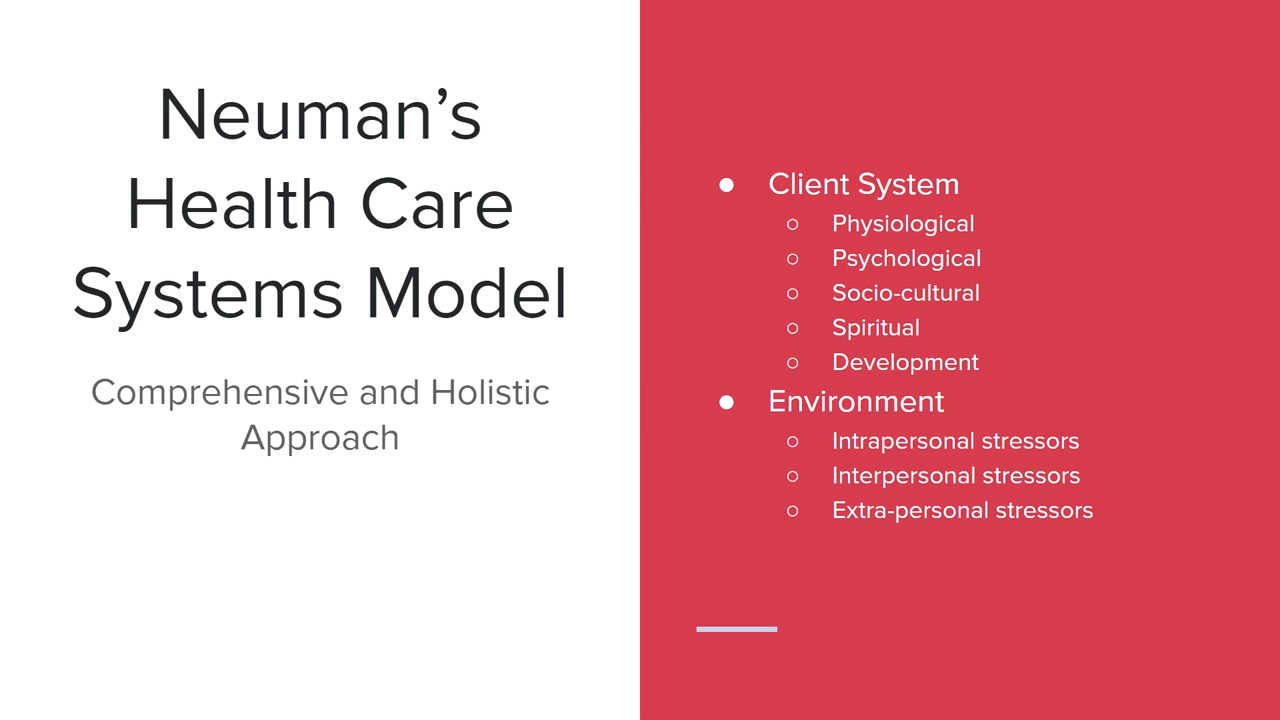 Neuman’s
Health Care
Systems Model
Comprehensive and Holistic
Approach
● Client System
○ Physiological
○ Psychological
○ Socio-cultural
○ Spiritual
○ Development
● Environment
○ Intrapersonal stressors
○ Interpersonal stressors
○ Extra-personal stressors